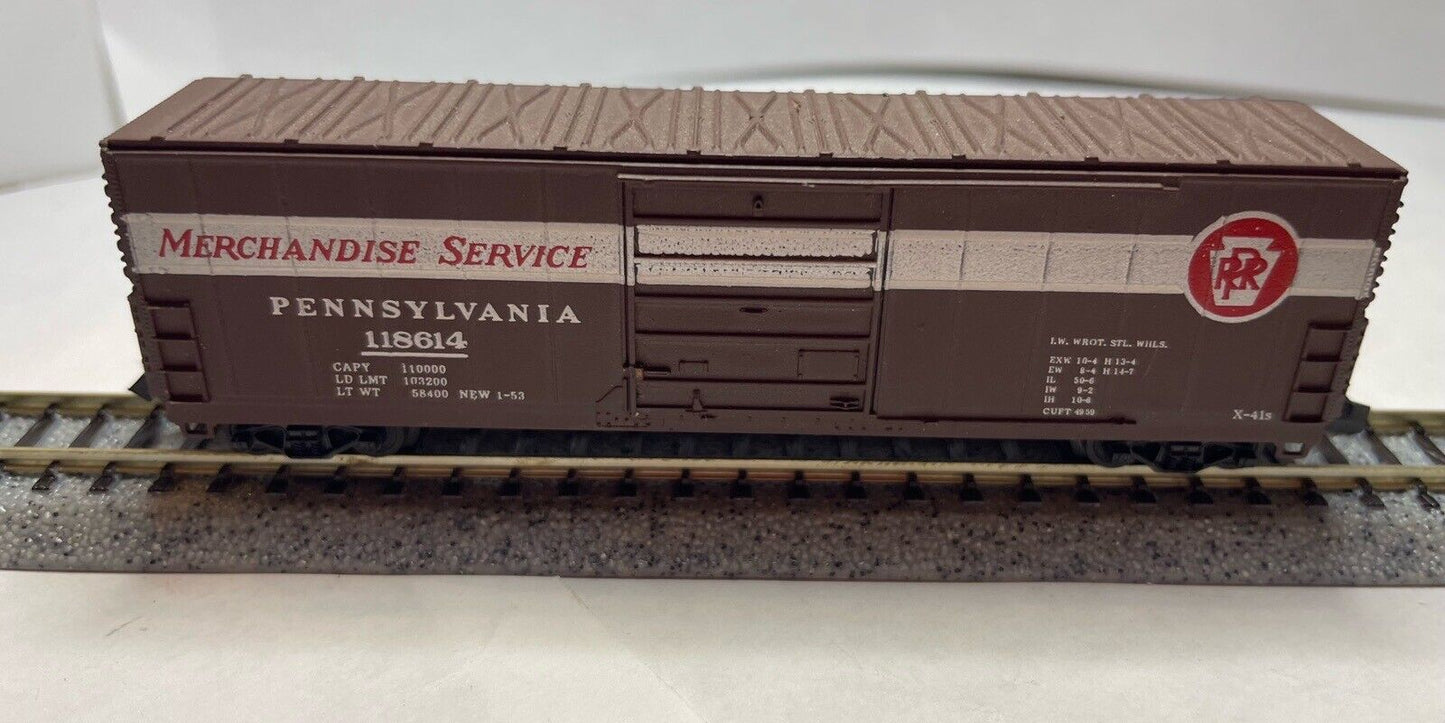 MERCHANDISE SERVICE
PENNSYLVANIA
118614
CAPY 110000
LD LMT 103200
LT WT 58400 NEW 1-53
PRR
I.W. WROT. STL. WHLS.
EXW 10-4 H 13-4
EW 8-4 H 14-7
IL 50-6
IW 9-2
IH 10-6
CUFT 4959
X-41s